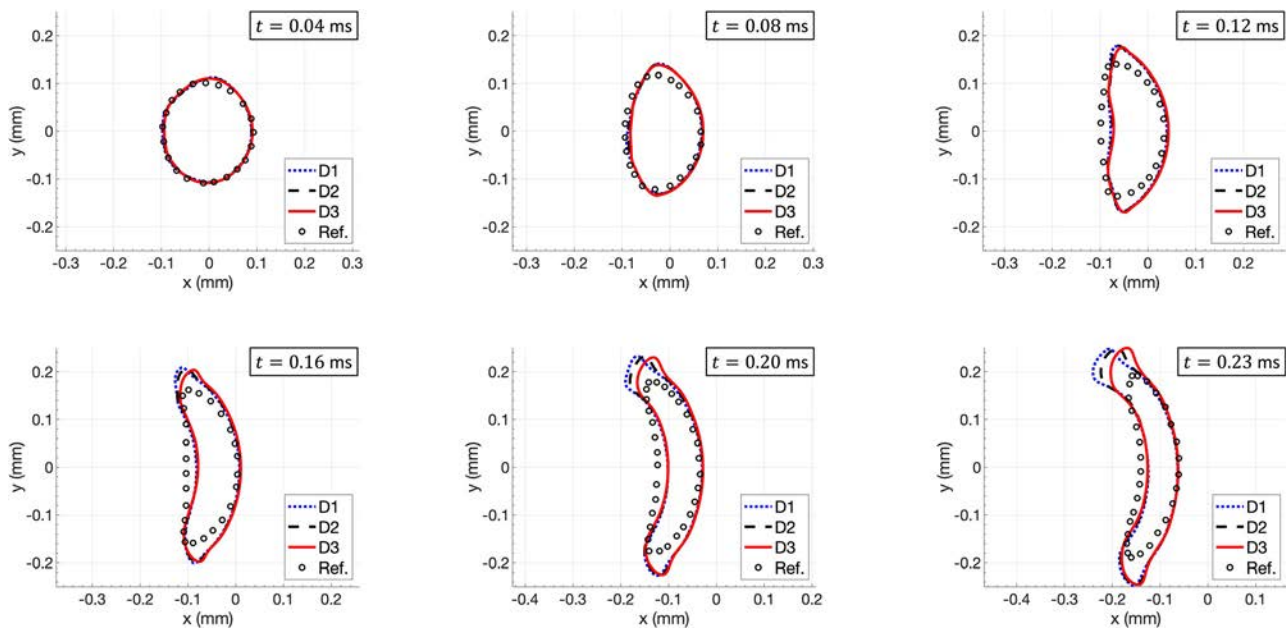 t = 0.04 ms
0.2
0.1
0
-0.1
-0.2
y (mm)
-0.3 -0.2 -0.1 0 0.1 0.2 0.3
x (mm)
D1
D2
D3
Ref.
t = 0.08 ms
0.2
0.1
0
-0.1
-0.2
y (mm)
-0.3 -0.2 -0.1 0 0.1 0.2 0.3
x (mm)
D1
D2
D3
Ref.
t = 0.12 ms
0.2
0.1
0
-0.1
-0.2
y (mm)
-0.3 -0.2 -0.1 0 0.1 0.2
x (mm)
D1
D2
D3
Ref.
t = 0.16 ms
0.2
0.1
0
-0.1
-0.2
y (mm)
-0.3 -0.2 -0.1 0 0.1 0.2
x (mm)
D1
D2
D3
Ref.
t = 0.20 ms
0.2
0.1
0
-0.1
-0.2
y (mm)
-0.4 -0.3 -0.2 -0.1 0 0.1 0.2
x (mm)
D1
D2
D3
Ref.
t = 0.23 ms
0.2
0.1
0
-0.1
-0.2
y (mm)
-0.4 -0.3 -0.2 -0.1 0 0.1
x (mm)
D1
D2
D3
Ref.